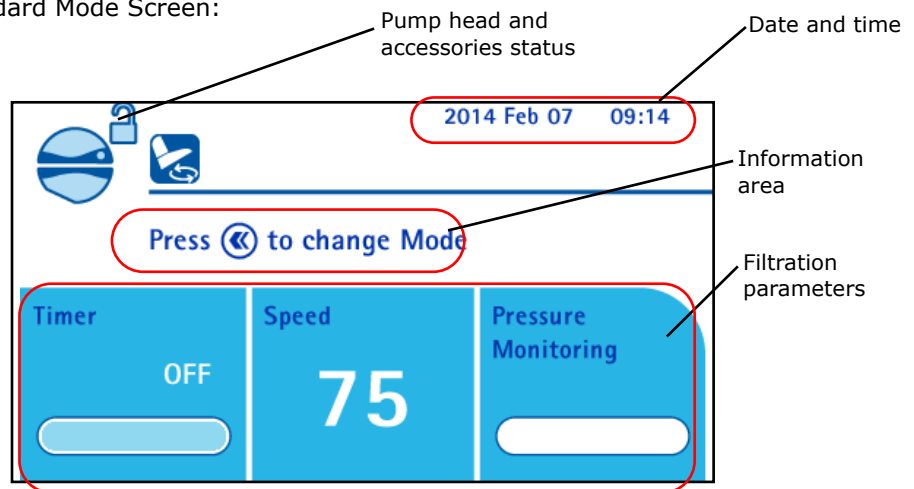 dard Mode Screen:
Pump head and
accessories status
Date and time
2014 Feb 07 09:14
Information
area
Press to change Mode
Filtration
parameters
Timer
Speed
Pressure
Monitoring
OFF
75